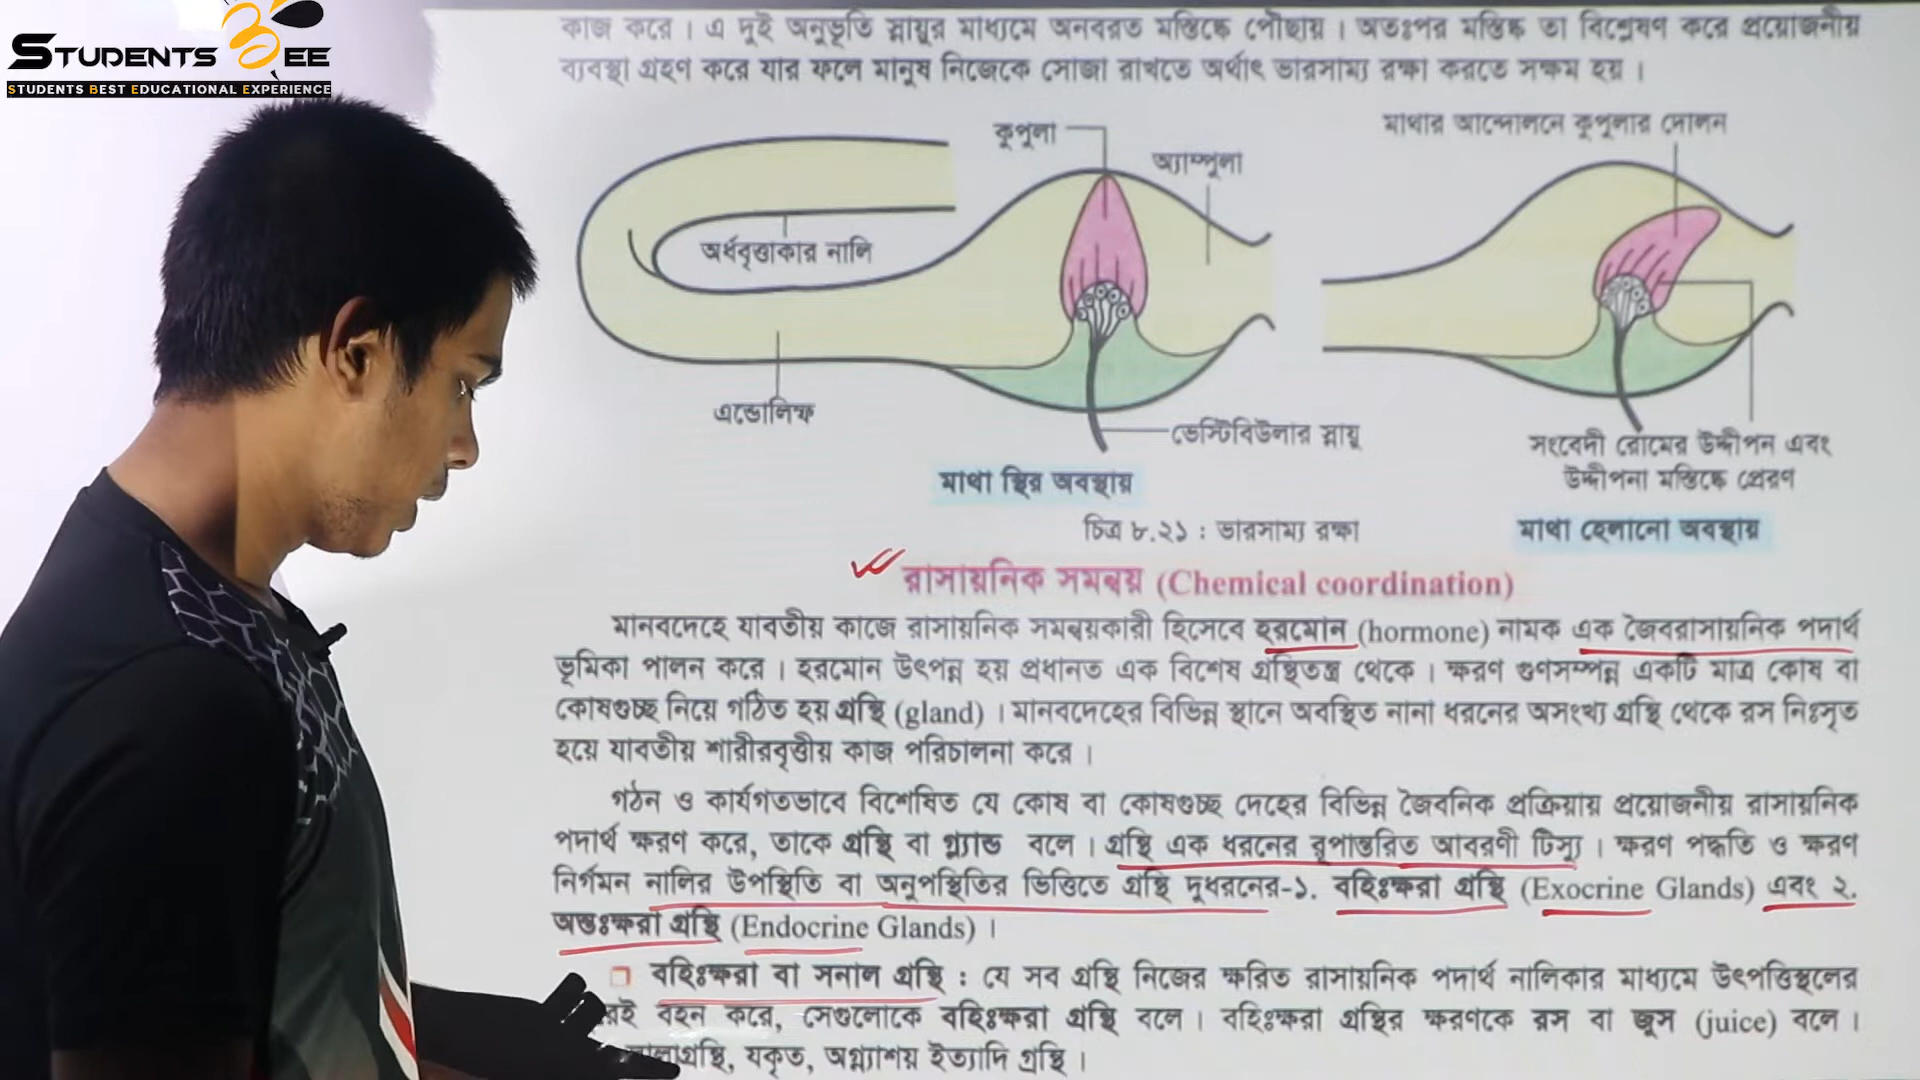 STUDENTS BEE
STUDENTS BEST EDUCATIONAL EXPERIENCE
কাজ করে। এ দুই অনুভূতি স্নায়ুর মাধ্যমে অনবরত মস্তিষ্কে পৌঁছায়। অতঃপর মস্তিষ্ক তা বিশ্লেষণ করে প্রয়োজনীয়
ব্যবস্থা গ্রহণ করে যার ফলে মানুষ নিজেকে সোজা রাখতে অর্থাৎ ভারসাম্য রক্ষা করতে সক্ষম হয়।
কুপুলা
অ্যাম্পুলা
মাথার আন্দোলনে কুপুলার দোলন
অর্ধবৃত্তাকার নালি
এন্ডোলিম্ফ
ভেস্টিবিউলার স্নায়ু
সংবেদী রোমের উদ্দীপন এবং
উদ্দীপনা মস্তিষ্কে প্রেরণ
মাথা স্থির অবস্থায়
মাথা হেলানো অবস্থায়
চিত্র ৮.২১ : ভারসাম্য রক্ষা
রাসায়নিক সমন্বয় (Chemical coordination)
মানবদেহে যাবতীয় কাজে রাসায়নিক সমন্বয়কারী হিসেবে হরমোন (hormone) নামক এক জৈবরাসায়নিক পদার্থ
ভূমিকা পালন করে। হরমোন উৎপন্ন হয় প্রধানত এক বিশেষ গ্রন্থিতন্ত্র থেকে। ক্ষরণ গুণসম্পন্ন একটি মাত্র কোষ বা
কোষগুচ্ছ নিয়ে গঠিত হয় গ্রন্থি (gland)। মানবদেহের বিভিন্ন স্থানে অবস্থিত নানা ধরনের অসংখ্য গ্রন্থি থেকে রস নিঃসৃত
হয়ে যাবতীয় শারীরবৃত্তীয় কাজ পরিচালনা করে।
গঠন ও কার্যগতভাবে বিশেষিত যে কোষ বা কোষগুচ্ছ দেহের বিভিন্ন জৈবনিক প্রক্রিয়ায় প্রয়োজনীয় রাসায়নিক
পদার্থ ক্ষরণ করে, তাকে গ্রন্থি বা গ্ল্যান্ড বলে। গ্রন্থি এক ধরনের রূপান্তরিত আবরণী টিস্যু। ক্ষরণ পদ্ধতি ও ক্ষরণ
নির্গমন নালির উপস্থিতি বা অনুপস্থিতির ভিত্তিতে গ্রন্থি দুধরনের-১. বহিঃক্ষরা গ্রন্থি (Exocrine Glands) এবং ২.
অন্তঃক্ষরা গ্রন্থি (Endocrine Glands)।
বহিঃক্ষরা বা সনাল গ্রন্থি : যে সব গ্রন্থি নিজের ক্ষরিত রাসায়নিক পদার্থ নালিকার মাধ্যমে উৎপত্তিস্থলের
বহন করে, সেগুলোকে বহিঃক্ষরা গ্রন্থি বলে। বহিঃক্ষরা গ্রন্থির ক্ষরণকে রস বা জুস (juice) বলে।
যকৃত, অগ্ন্যাশয় ইত্যাদি গ্রন্থি।